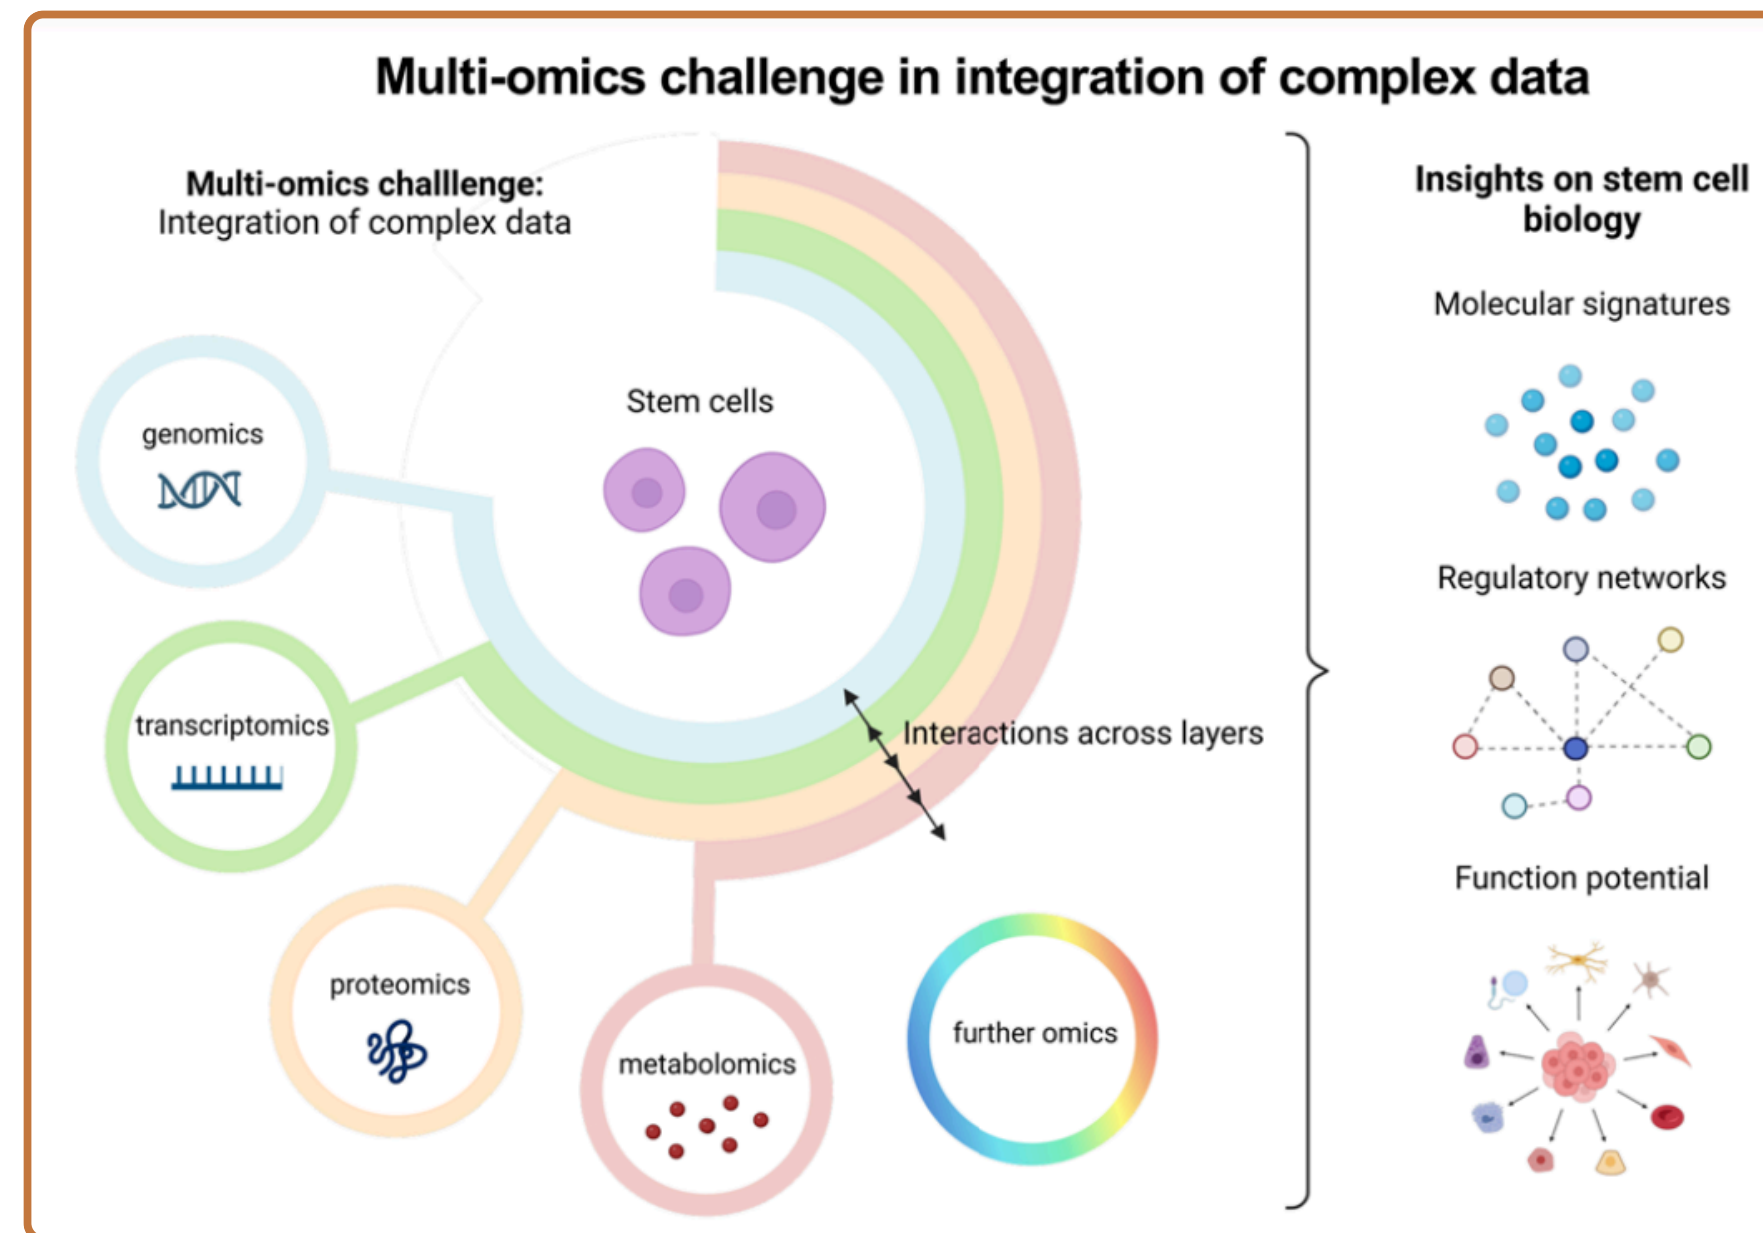 Multi-omics challenge in integration of complex data
Multi-omics challlenge:
Integration of complex data
Stem cells
genomics
transcriptomics
proteomics
metabolomics
further omics
Interactions across layers
Insights on stem cell
biology
Molecular signatures
Regulatory networks
Function potential